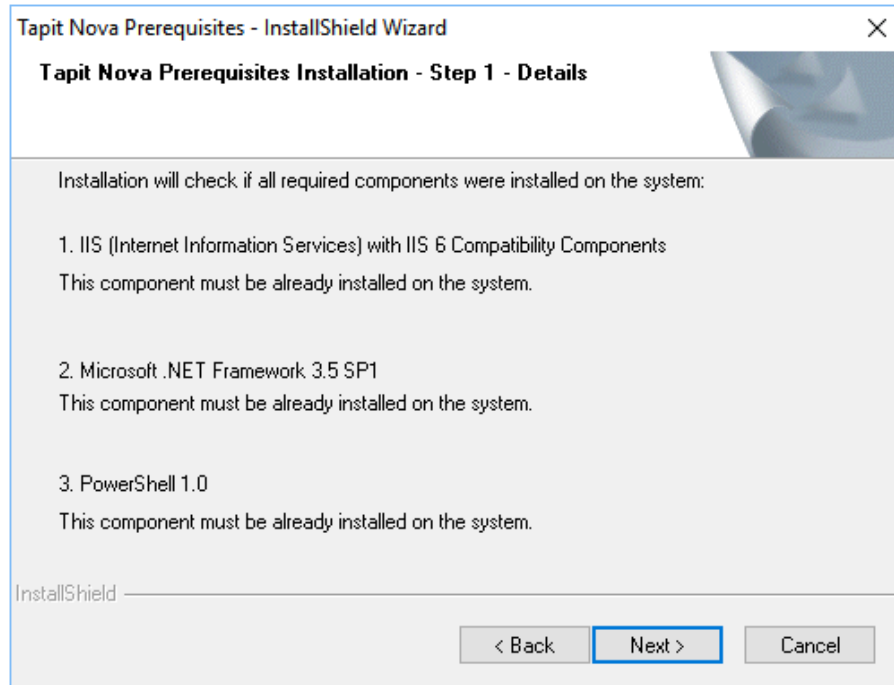 Tapit Nova Prerequisites - InstallShield Wizard
Tapit Nova Prerequisites Installation - Step 1 - Details
Installation will check if all required components were installed on the system:
1. IIS (Internet Information Services) with IIS 6 Compatibility Components
This component must be already installed on the system.
2. Microsoft .NET Framework 3.5 SP1
This component must be already installed on the system.
3. PowerShell 1.0
This component must be already installed on the system.
InstallShield
< Back
Next >
Cancel